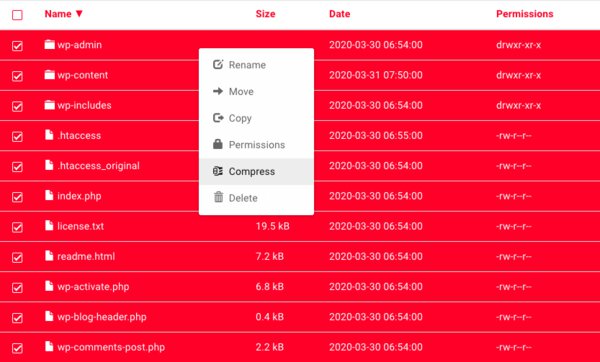 Name ▼ Size Date Permissions
wp-admin 2020-03-30 06:54:00 drwxr-xr-x
Rename
wp-content 2020-03-31 07:50:00 drwxr-xr-x
Move
wp-includes 2020-03-30 06:54:00 drwxr-xr-x
Copy
.htaccess 2020-03-30 06:55:00 -rw-r--r--
Permissions
.htaccess_original 2020-03-30 06:54:00 -rw-r--r--
Compress
index.php 2020-03-30 06:54:00 -rw-r--r--
Delete
license.txt 19.5 kB 2020-03-30 06:54:00 -rw-r--r--
readme.html 7.2 kB 2020-03-30 06:54:00 -rw-r--r--
wp-activate.php 6.8 kB 2020-03-30 06:54:00 -rw-r--r--
wp-blog-header.php 0.4 kB 2020-03-30 06:54:00 -rw-r--r--
wp-comments-post.php 2.2 kB 2020-03-30 06:54:00 -rw-r--r--